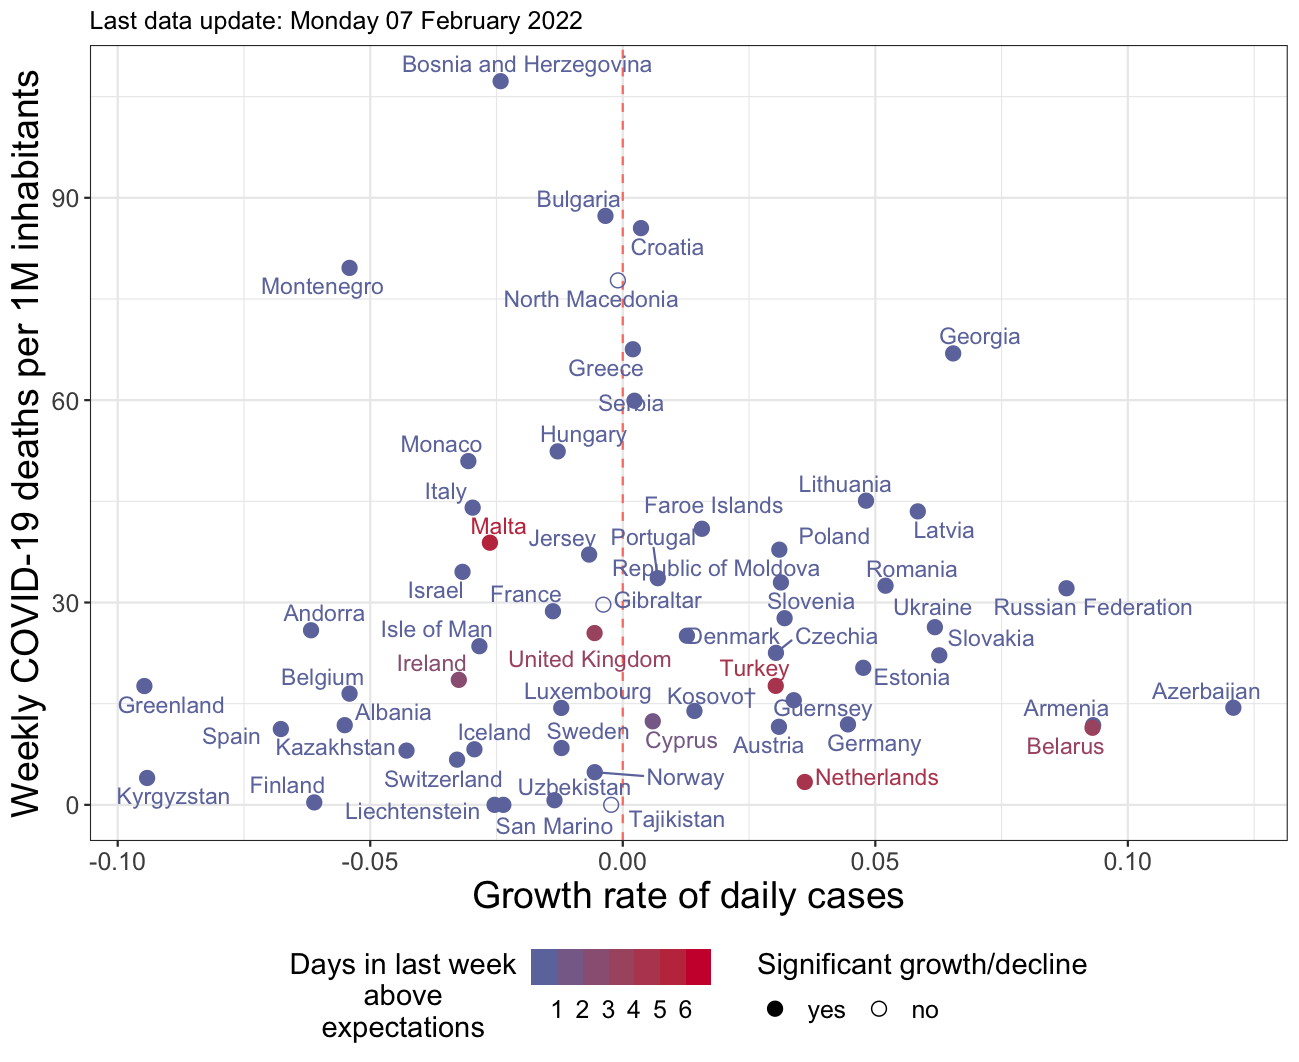 Last data update: Monday 07 February 2022
Weekly COVID-19 deaths per 1M inhabitants
Bosnia and Herzegovina
90
Bulgaria
Croatia
Montenegro
North Macedonia
Georgia
Greece
60
Serbia
Hungary
Monaco
Italy
Lithuania
Faroe Islands
Malta
Latvia
Jersey
Portugal
Poland
Republic of Moldova
Romania
Israel
France
Gibraltar
Slovenia
30
Ukraine
Russian Federation
Andorra
Isle of Man
Denmark
Czechia
Slovakia
Ireland
United Kingdom
Turkey
Belgium
Estonia
Luxembourg
Kosovo†
Azerbaijan
Greenland
Albania
Guernsey
Armenia
Spain
Iceland
Sweden
Cyprus
Kazakhstan
Austria
Germany
Belarus
Switzerland
Norway
Netherlands
Finland
Uzbekistan
Kyrgyzstan
0
Liechtenstein
San Marino
Tajikistan
-0.10 -0.05 0.00 0.05 0.10
Growth rate of daily cases
Days in last week
above
expectations
1 2 3 4 5 6
Significant growth/decline
yes no